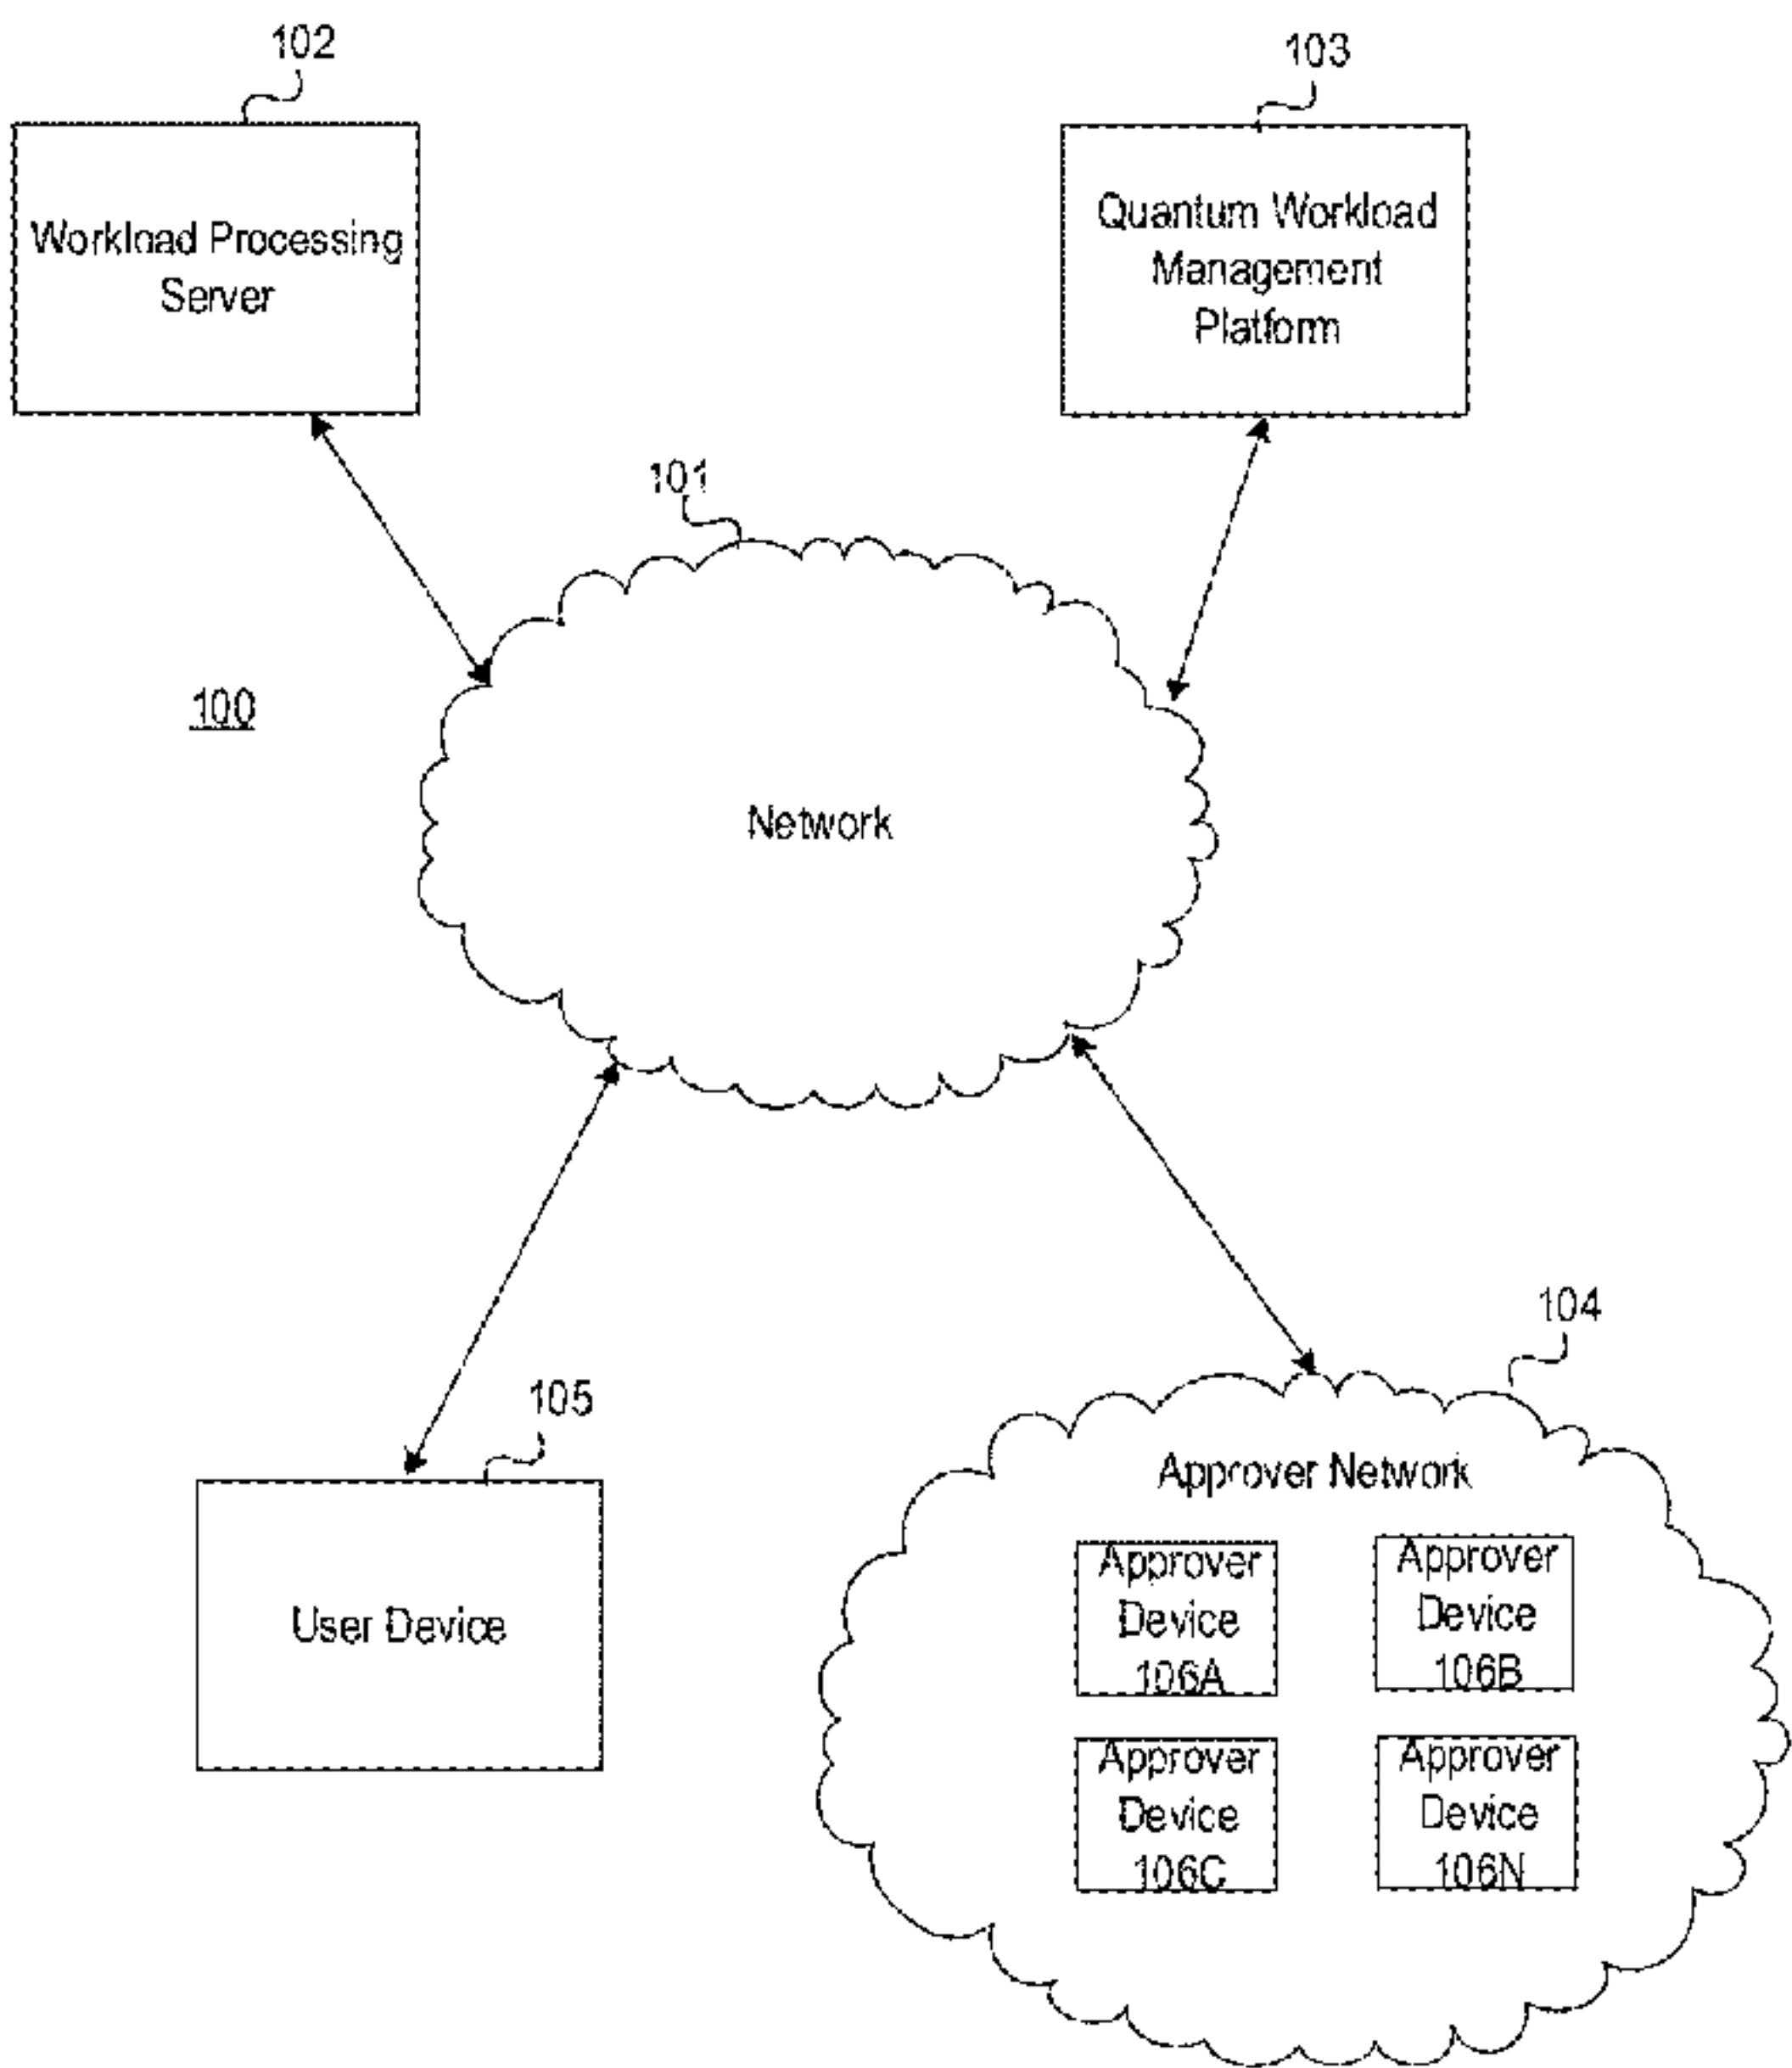 102
103
Workload Processing
Server
Quantum Workload
Management
Platform
101
100
Network
104
105
Approver Network
User Device
Approver
Device
106A
Approver
Device
106B
Approver
Device
106C
Approver
Device
106N